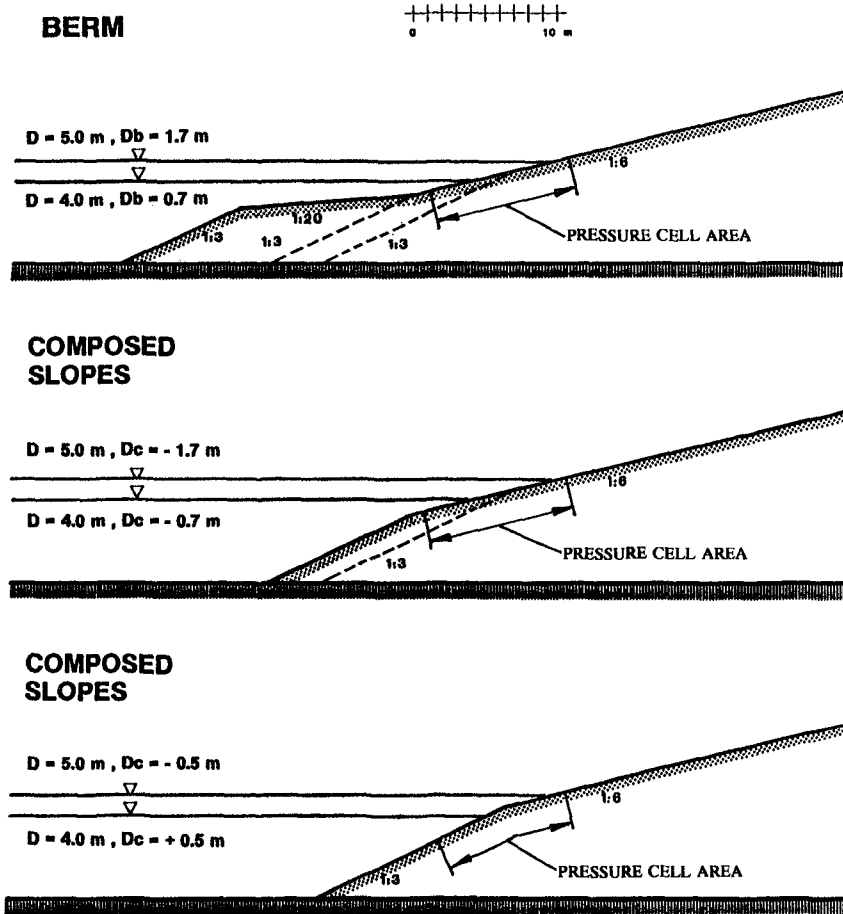 BERM
0 10 m
D = 5.0 m , Db = 1.7 m
D = 4.0 m , Db = 0.7 m
1:6
1:20
1:3 1:3 1:3
PRESSURE CELL AREA
COMPOSED
SLOPES
D = 5.0 m , Dc = - 1.7 m
1:6
D = 4.0 m , Dc = - 0.7 m
PRESSURE CELL AREA
1:3
COMPOSED
SLOPES
D = 5.0 m , Dc = - 0.5 m
1:6
D = 4.0 m , Dc = + 0.5 m
PRESSURE CELL AREA
1:3